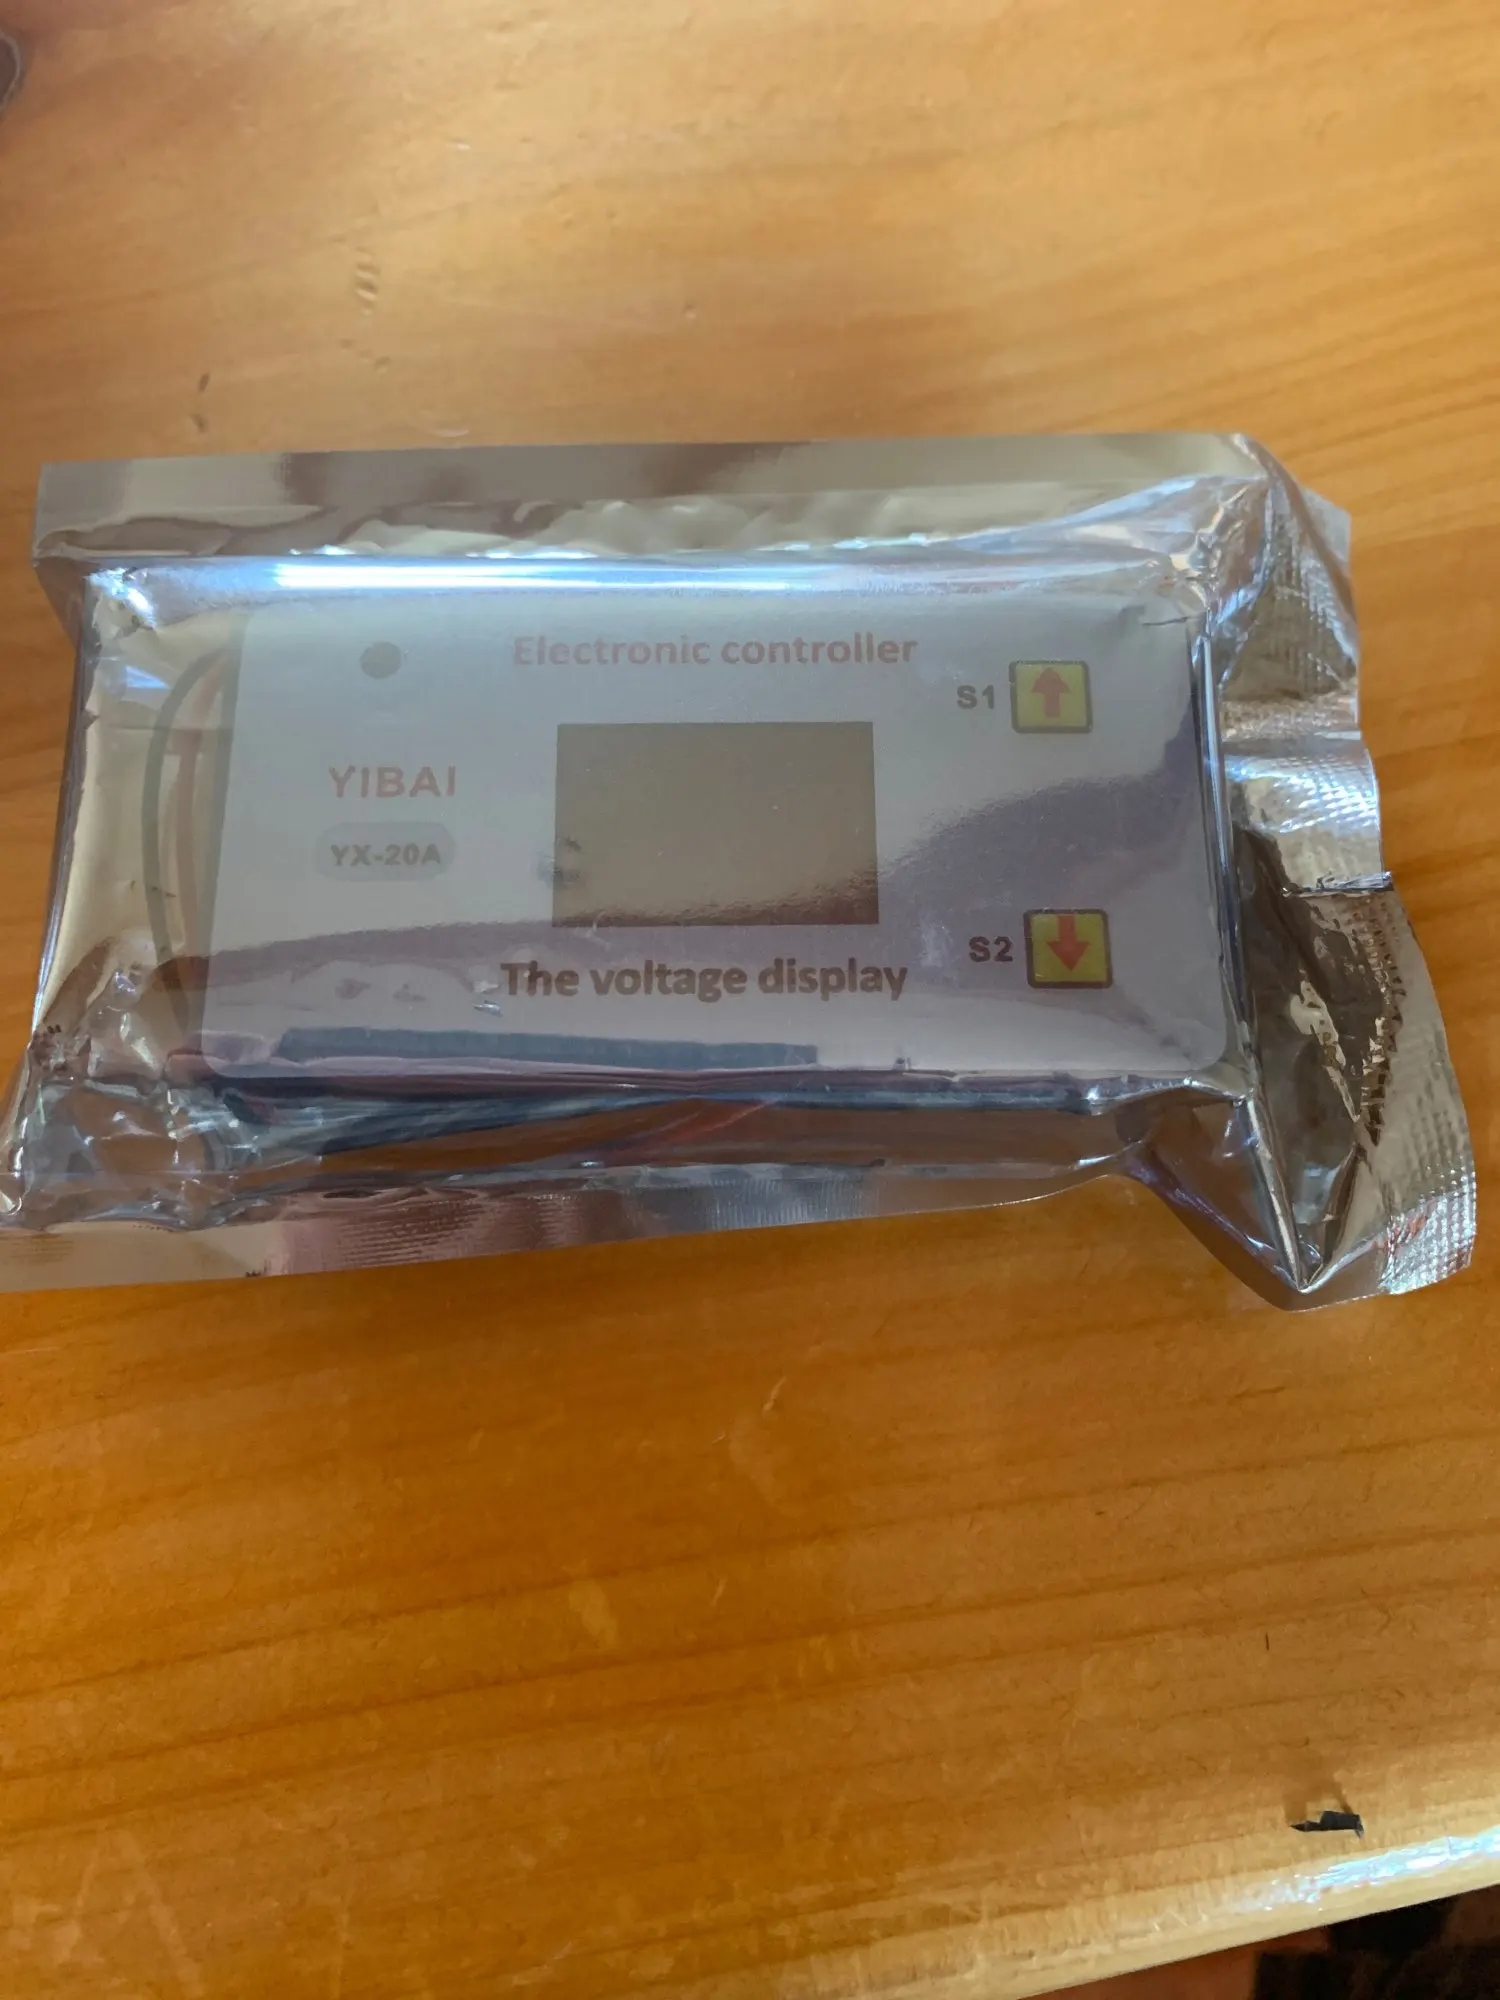 Electronic controller
S1
YIBAI
YX-20A
S2
The voltage display